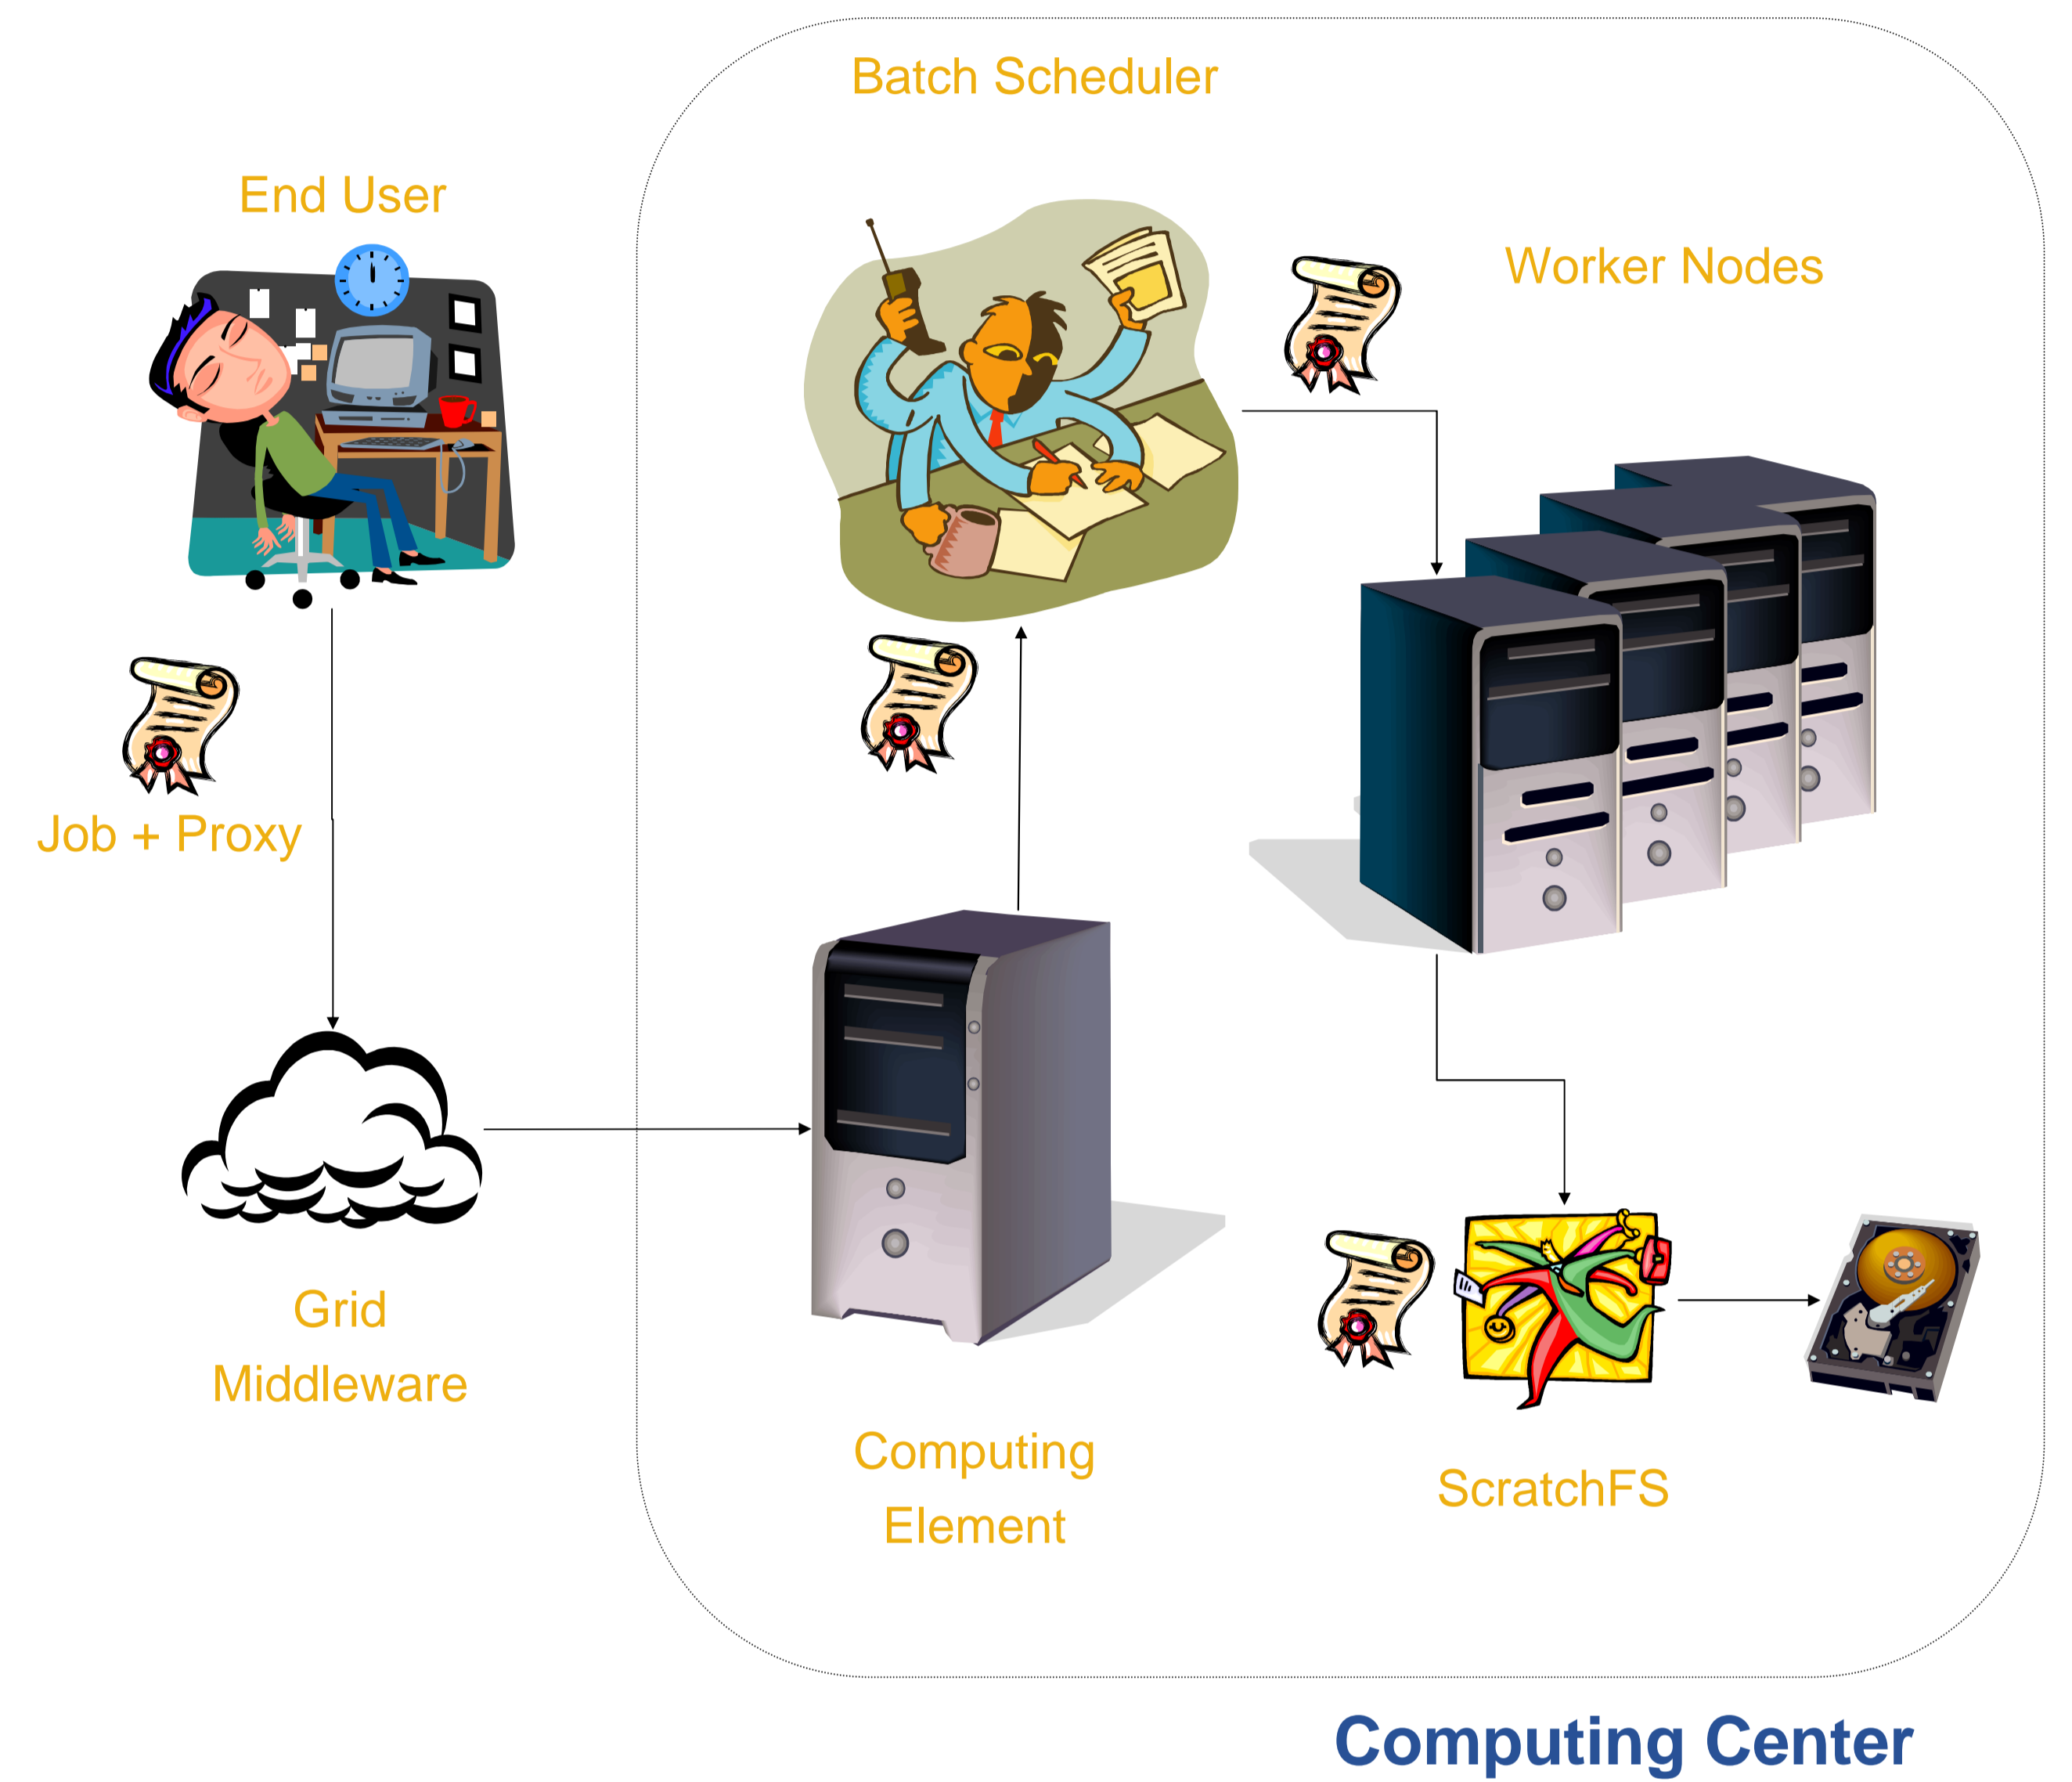 Batch Scheduler
End User
Worker Nodes
Job + Proxy
Grid
Middleware
Computing
Element
ScratchFS
Computing Center